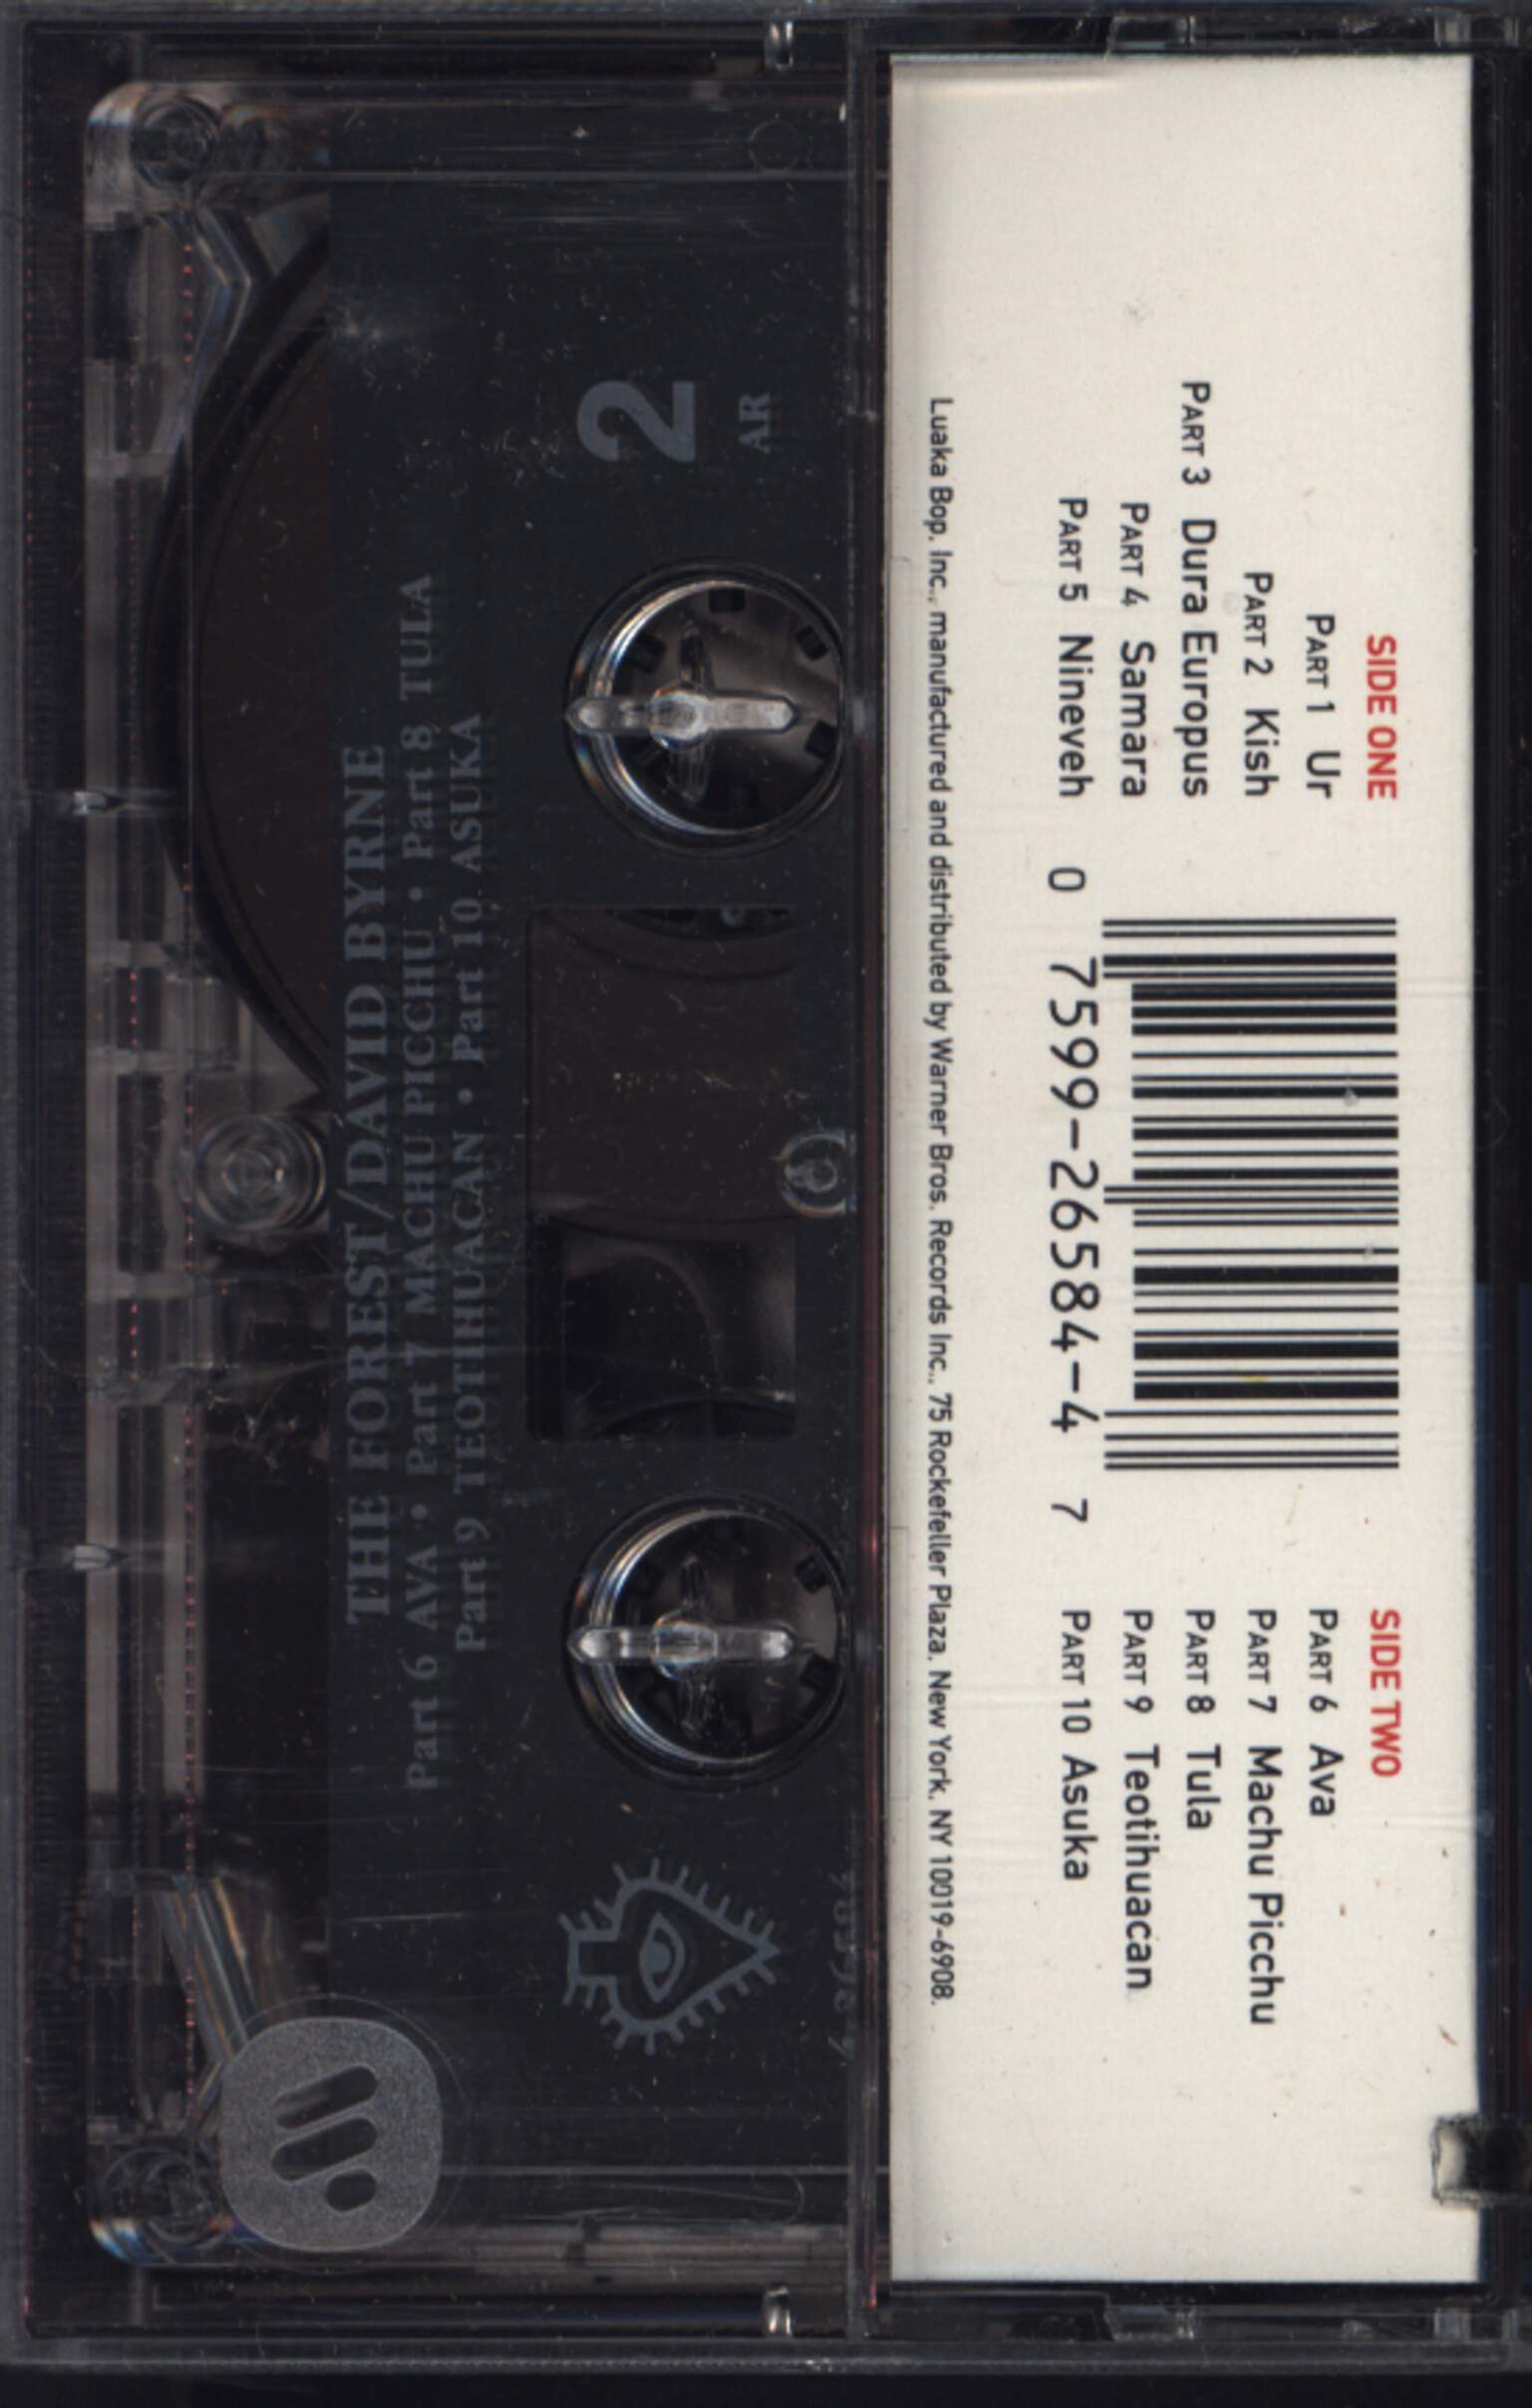 SIDE ONE
PART 1 Ur
PART 2 Kish
PART 3 Dura Europus
PART 4 Samara
PART 5 Nineveh
0 7599-26584-4 7
SIDE TWO
PART 6 Ava
PART 7 Machu Picchu
PART 8 Tula
PART 9 Teotihuacan
PART 10 Asuka
Luaka Bop, Inc., manufactured and distributed by Warner Bros. Records Inc., 75 Rockefeller Plaza, New York, NY 10019-6908.
2
AR
THE FOREST/DAVID BYRNE
Part 6 AVA • Part 7 MACHU PICCHU • Part 8 TULA
Part 9 TEOTIHUACAN • Part 10 ASUKA